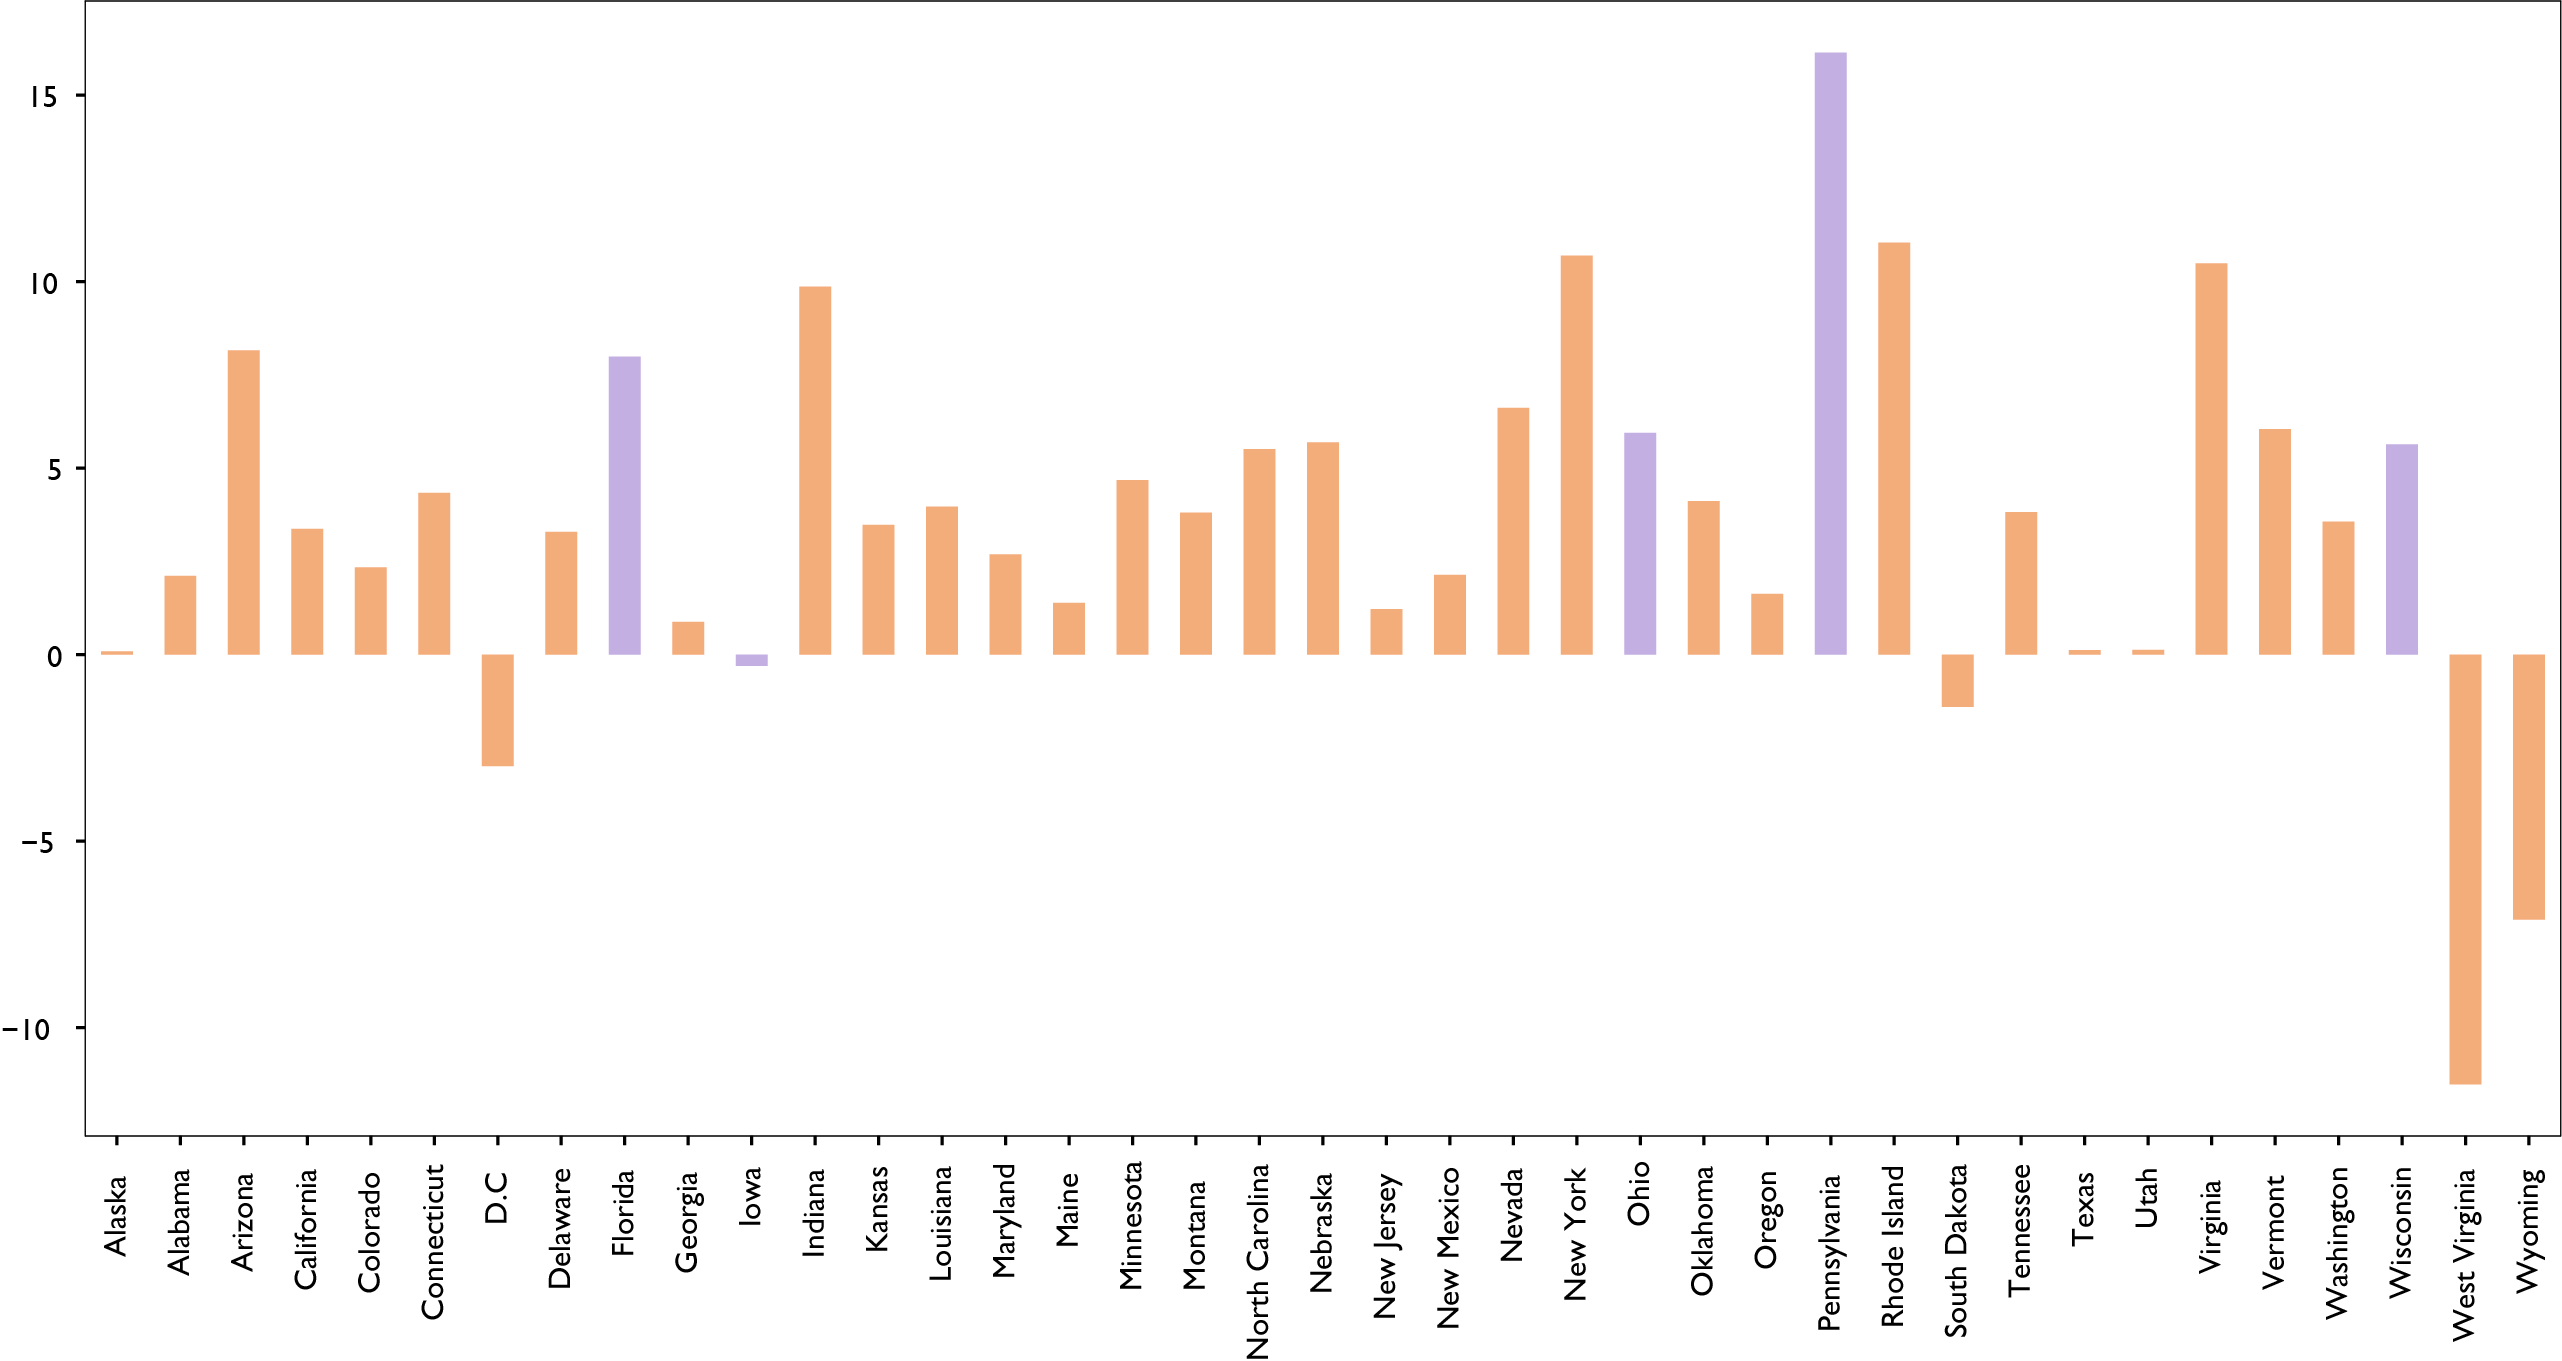 15
10
5
0
−5
−10
Alaska
Alabama
Arizona
California
Colorado
Connecticut
D.C
Delaware
Florida
Georgia
Iowa
Indiana
Kansas
Louisiana
Maryland
Maine
Minnesota
Montana
North Carolina
Nebraska
New Jersey
New Mexico
Nevada
New York
Ohio
Oklahoma
Oregon
Pennsylvania
Rhode Island
South Dakota
Tennessee
Texas
Utah
Virginia
Vermont
Washington
Wisconsin
West Virginia
Wyoming